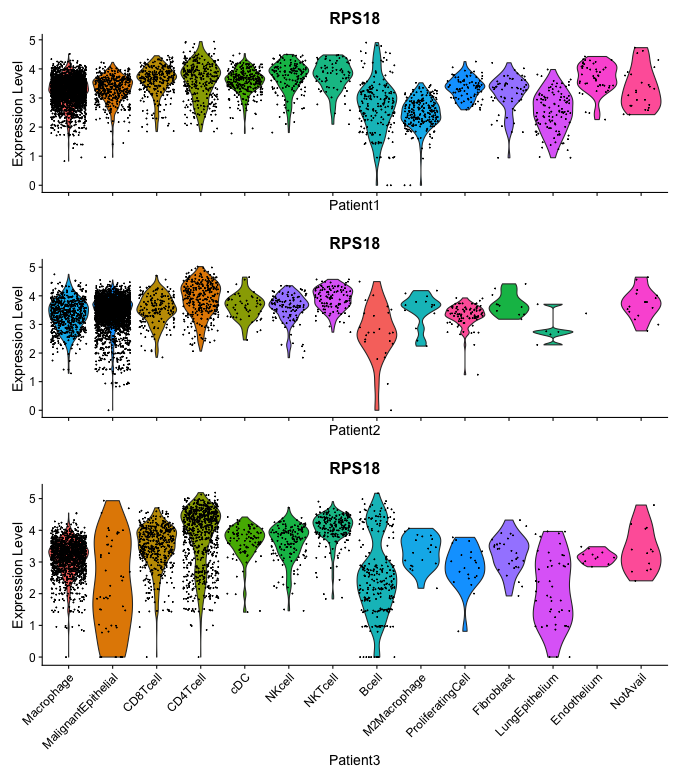 RPS18
Expression Level
5
4
3
2
1
0
Patient1
RPS18
Expression Level
5
4
3
2
1
0
Patient2
RPS18
Expression Level
5
4
3
2
1
0
Macrophage
MalignantEpithelial
CD8Tcell
CD4Tcell
cDC
NKcell
NKTcell
Bcell
M2Macrophage
ProliferatingCell
Fibroblast
LungEpithelium
Endothelium
NotAvail
Patient3